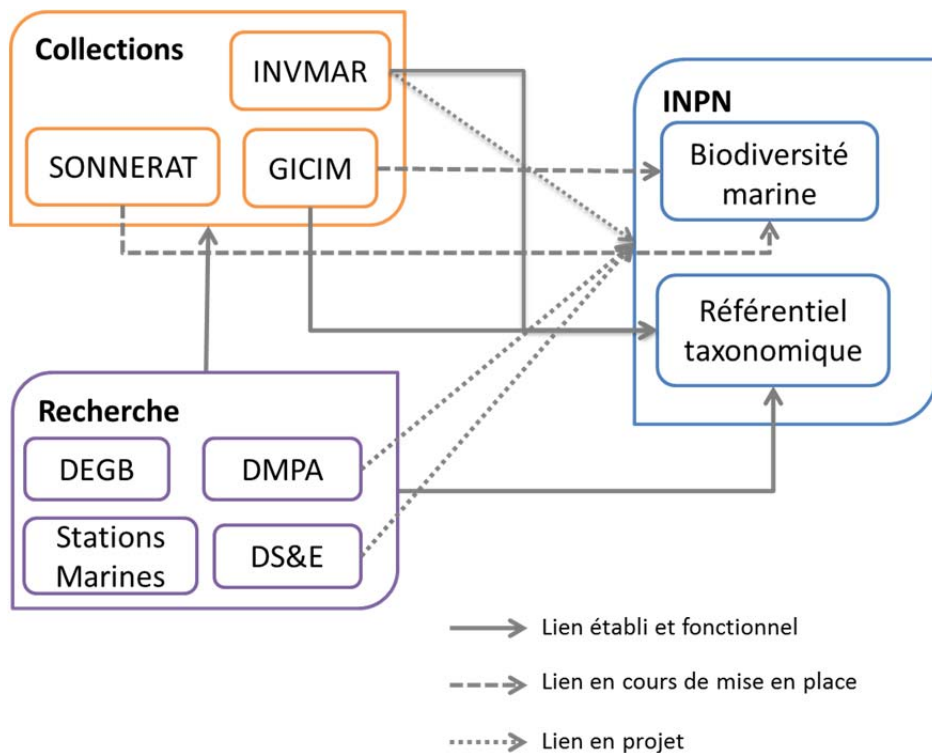 Collections
INVMAR
SONNERAT
GICIM
INPN
Biodiversité
marine
Référentiel
taxonomique
Recherche
DEGB
DMPA
Stations
Marines
DS&E
Lien établi et fonctionnel
Lien en cours de mise en place
Lien en projet